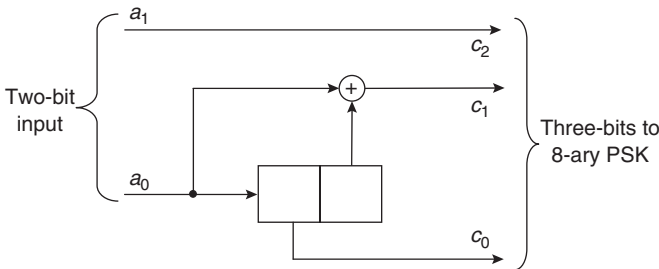 a₁
c₂
Two-bit
input
+
c₁
Three-bits to
8-ary PSK
a₀
c₀